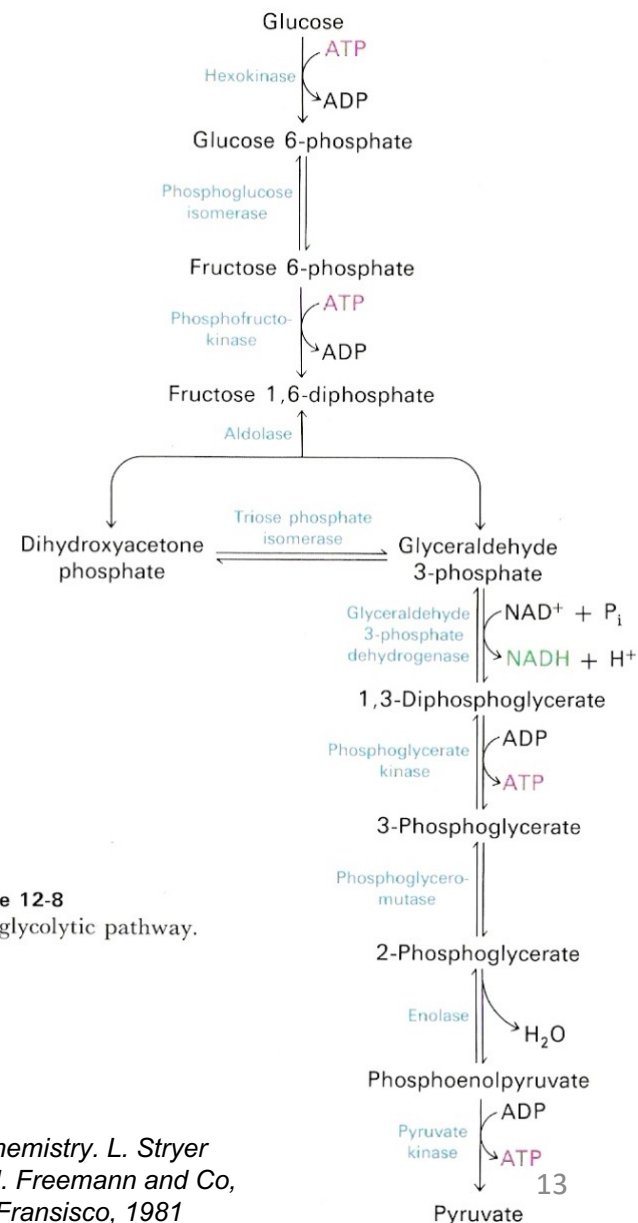 Glucose
ATP
Hexokinase
ADP
Glucose 6-phosphate
Phosphoglucose
isomerase
Fructose 6-phosphate
ATP
Phosphofructo-
kinase
ADP
Fructose 1,6-diphosphate
Aldolase
Triose phosphate
isomerase
Dihydroxyacetone
phosphate
Glyceraldehyde
3-phosphate
Glyceraldehyde
3-phosphate
dehydrogenase
NAD⁺ + Pᵢ
NADH + H⁺
1,3-Diphosphoglycerate
Phosphoglycerate
kinase
ADP
ATP
3-Phosphoglycerate
Phosphoglycero-
mutase
2-Phosphoglycerate
Enolase
H₂O
Phosphoenolpyruvate
Pyruvate
kinase
ADP
ATP
Pyruvate
12-8
glycolytic pathway.
L. Stryer
Freemann and Co,
Fransisco, 1981
13